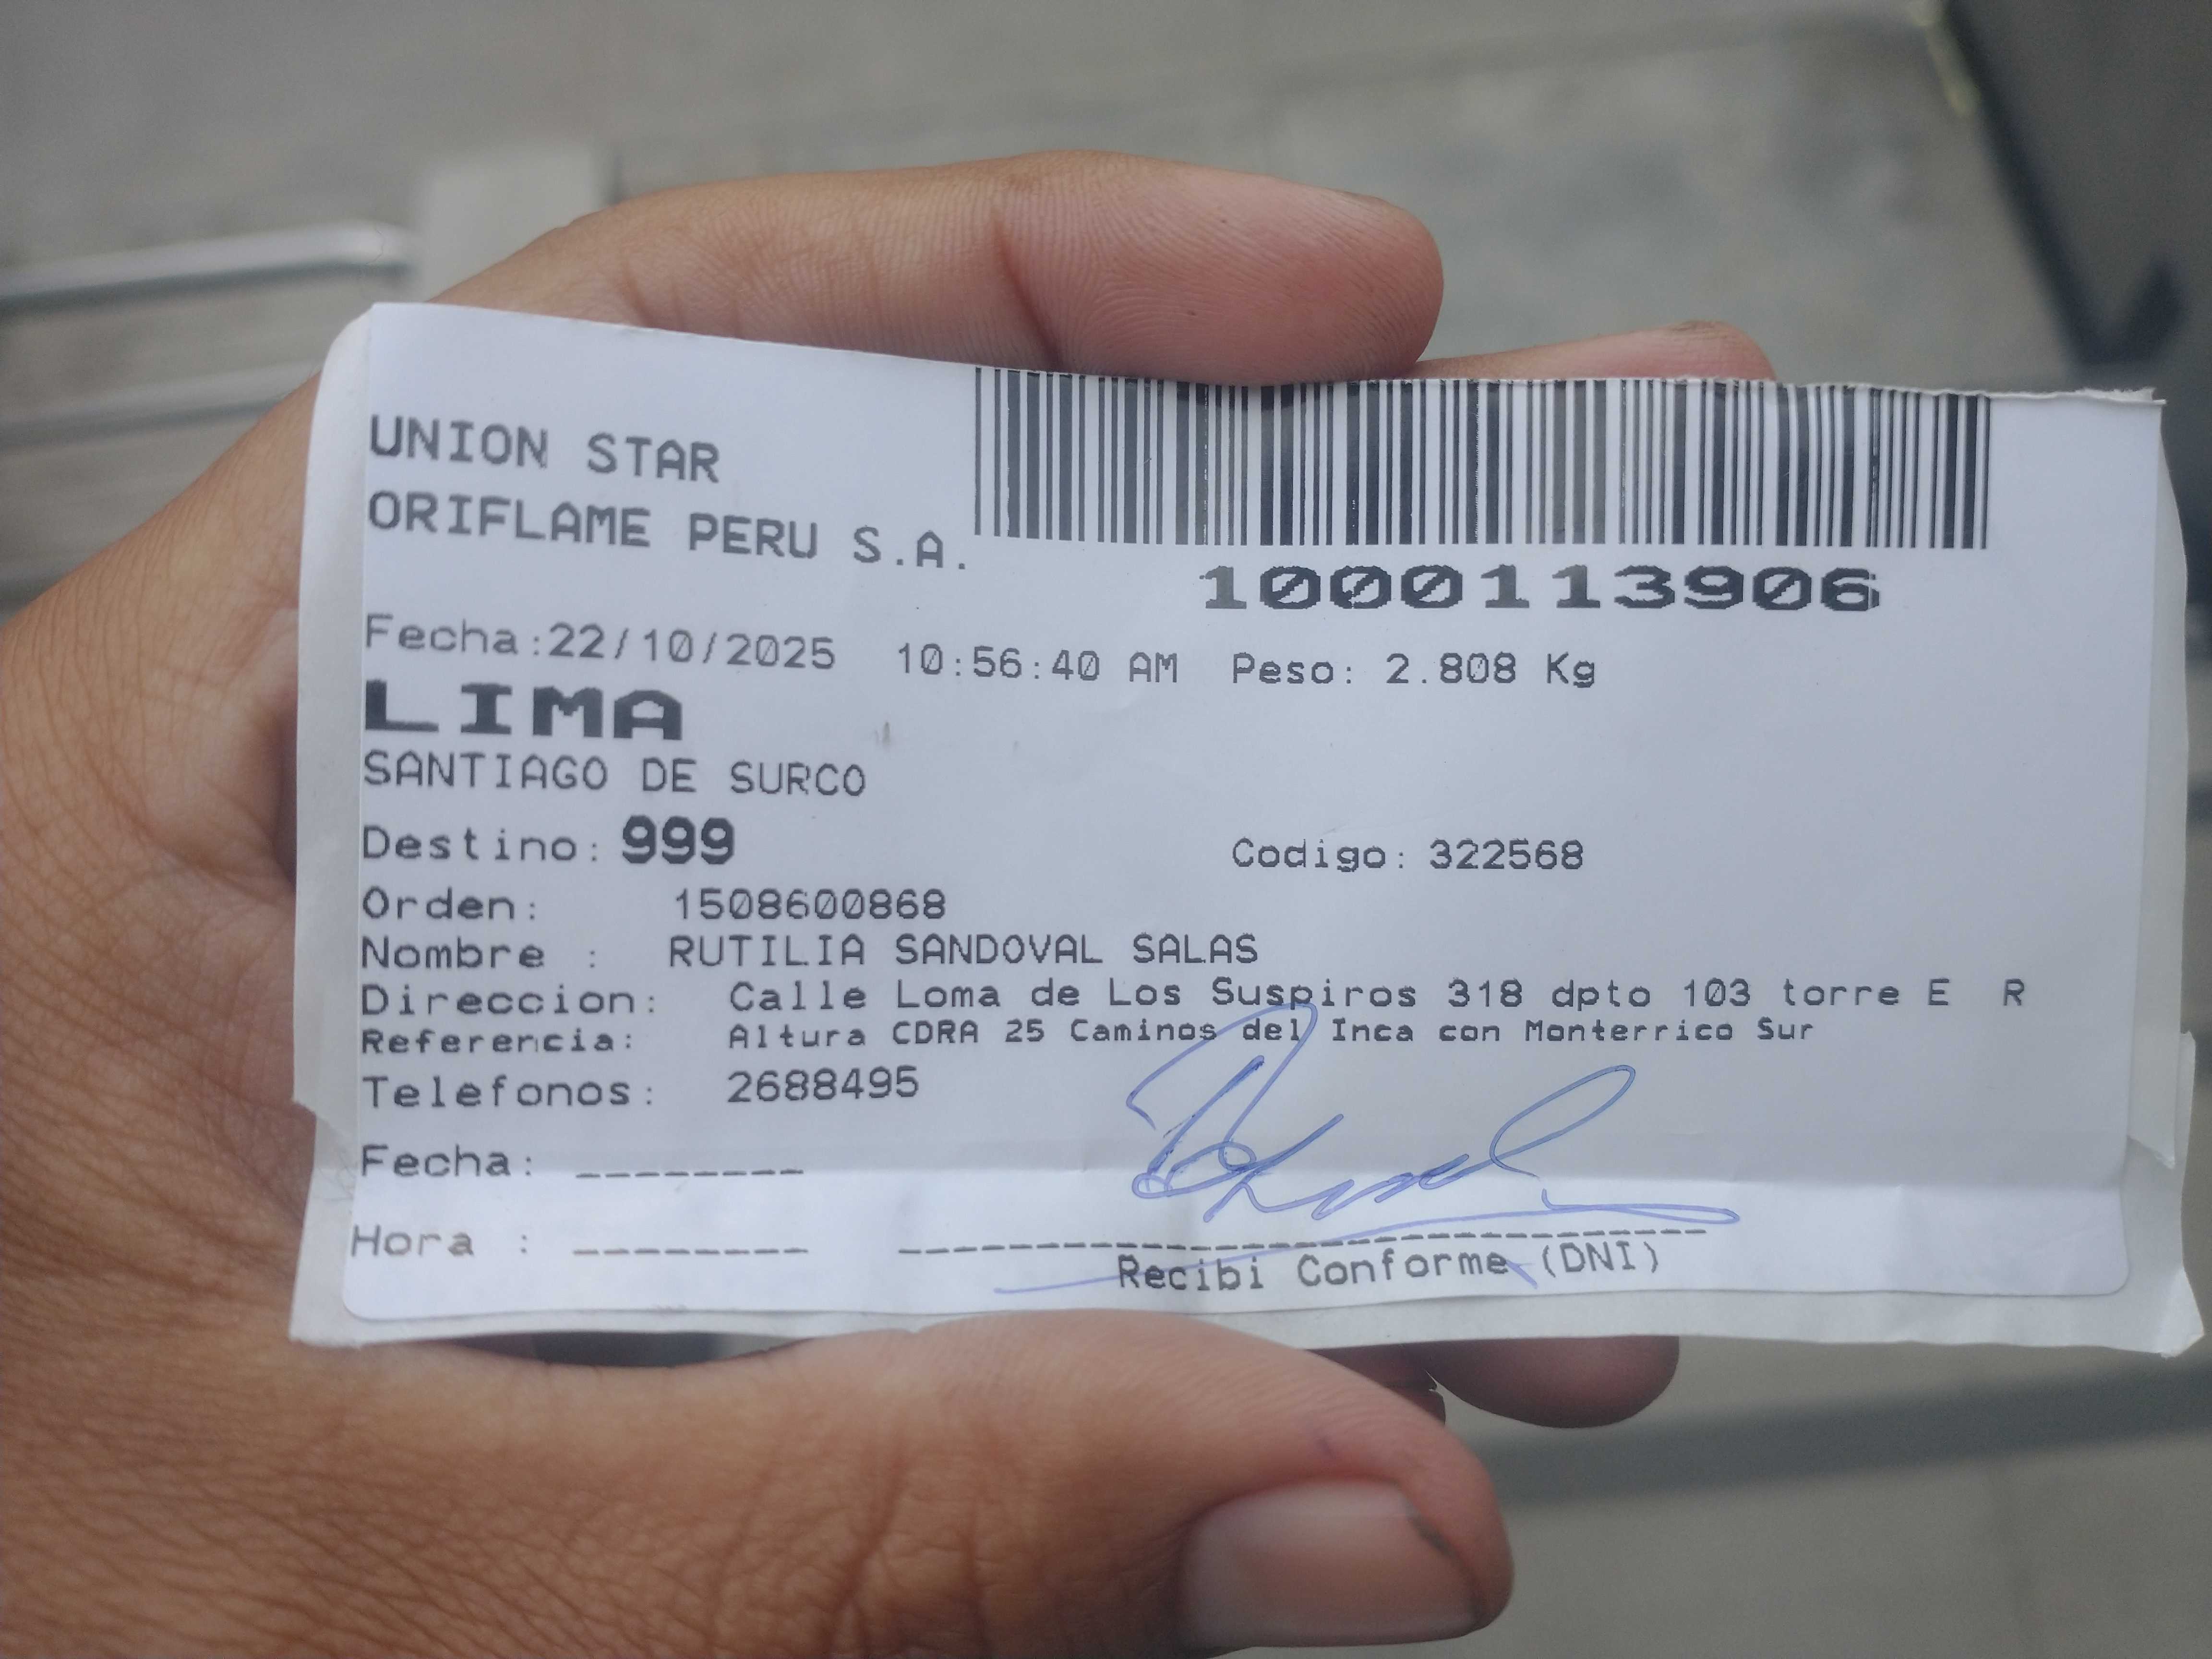 UNION STAR
ORIFLAME PERU S.A.
1000113906
Fecha:22/10/2025 10:56:40 AM Peso: 2.808 Kg
LIMA
SANTIAGO DE SURCO
Destino: 999 Codigo: 322568
Orden: 1508600868
Nombre : RUTILIA SANDOVAL SALAS
Direccion: Calle Loma de Los Suspiros 318 dpto 103 torre E R
Referencia: Altura CDRA 25 Caminos del Inca con Monterrico Sur
Telefonos: 2688495
Fecha: ________
Hora : ________
Recibi Conforme (DNI)